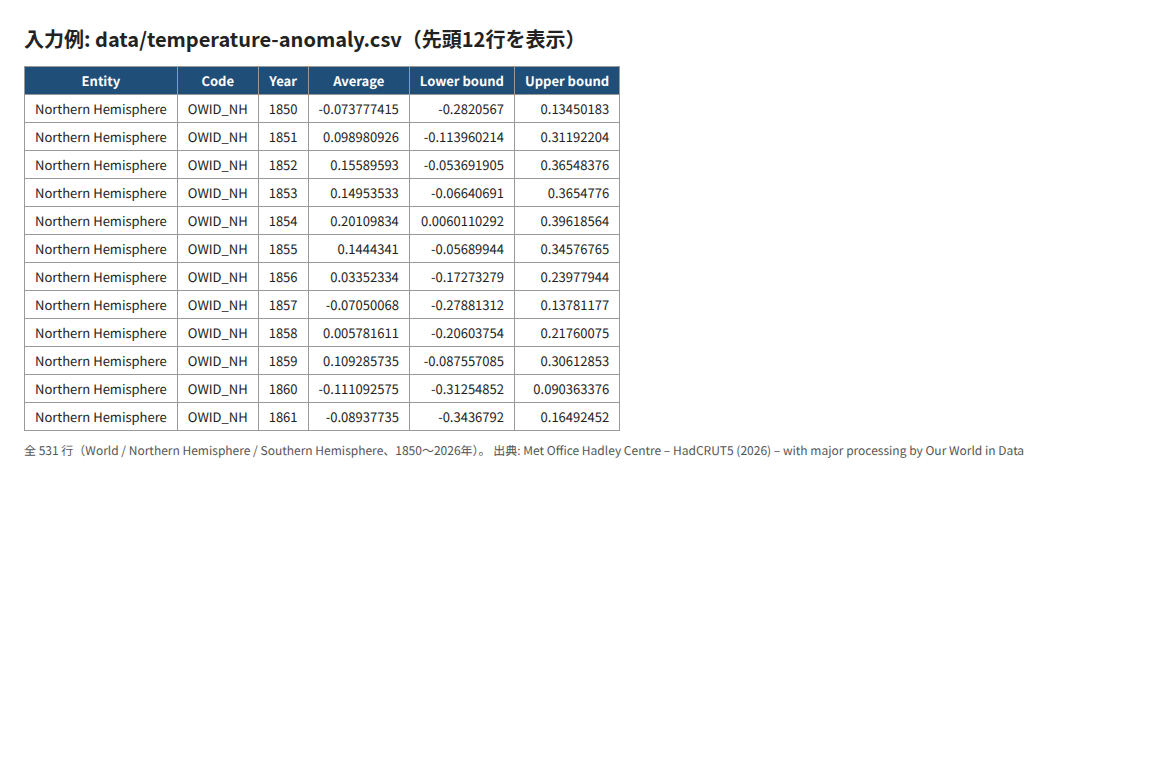 入力例: data/temperature-anomaly.csv（先頭12行を表示）
Entity Code Year Average Lower bound Upper bound
Northern Hemisphere OWID_NH 1850 -0.073777415 -0.2820567 0.13450183
Northern Hemisphere OWID_NH 1851 0.098980926 -0.113960214 0.31192204
Northern Hemisphere OWID_NH 1852 0.15589593 -0.053691905 0.36548376
Northern Hemisphere OWID_NH 1853 0.14953533 -0.06640691 0.3654776
Northern Hemisphere OWID_NH 1854 0.20109834 0.0060110292 0.39618564
Northern Hemisphere OWID_NH 1855 0.1444341 -0.05689944 0.34576765
Northern Hemisphere OWID_NH 1856 0.03352334 -0.17273279 0.23977944
Northern Hemisphere OWID_NH 1857 -0.07050068 -0.27881312 0.13781177
Northern Hemisphere OWID_NH 1858 0.005781611 -0.20603754 0.21760075
Northern Hemisphere OWID_NH 1859 0.109285735 -0.087557085 0.30612853
Northern Hemisphere OWID_NH 1860 -0.111092575 -0.31254852 0.090363376
Northern Hemisphere OWID_NH 1861 -0.08937735 -0.3436792 0.16492452
全 531 行（World / Northern Hemisphere / Southern Hemisphere、1850〜2026年）。 出典: Met Office Hadley Centre – HadCRUT5 (2026) – with major processing by Our World in Data